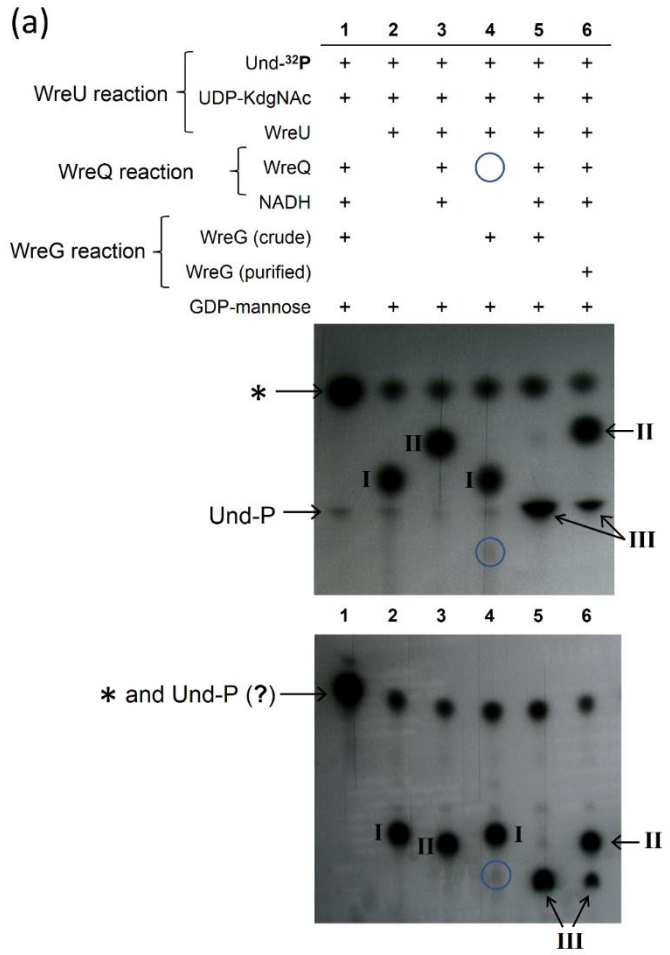 (a)
1 2 3 4 5 6
Und-³²P + + + + + +
WreU reaction
UDP-KdgNAc + + + + + +
WreU + + + + +
WreQ reaction
WreQ + + + +
NADH + + + +
WreG reaction
WreG (crude) + + +
WreG (purified) +
GDP-mannose + + + + + +
*
II
II
I
I
Und-P
III
1 2 3 4 5 6
* and Und-P (?)
I
I
II
II
III